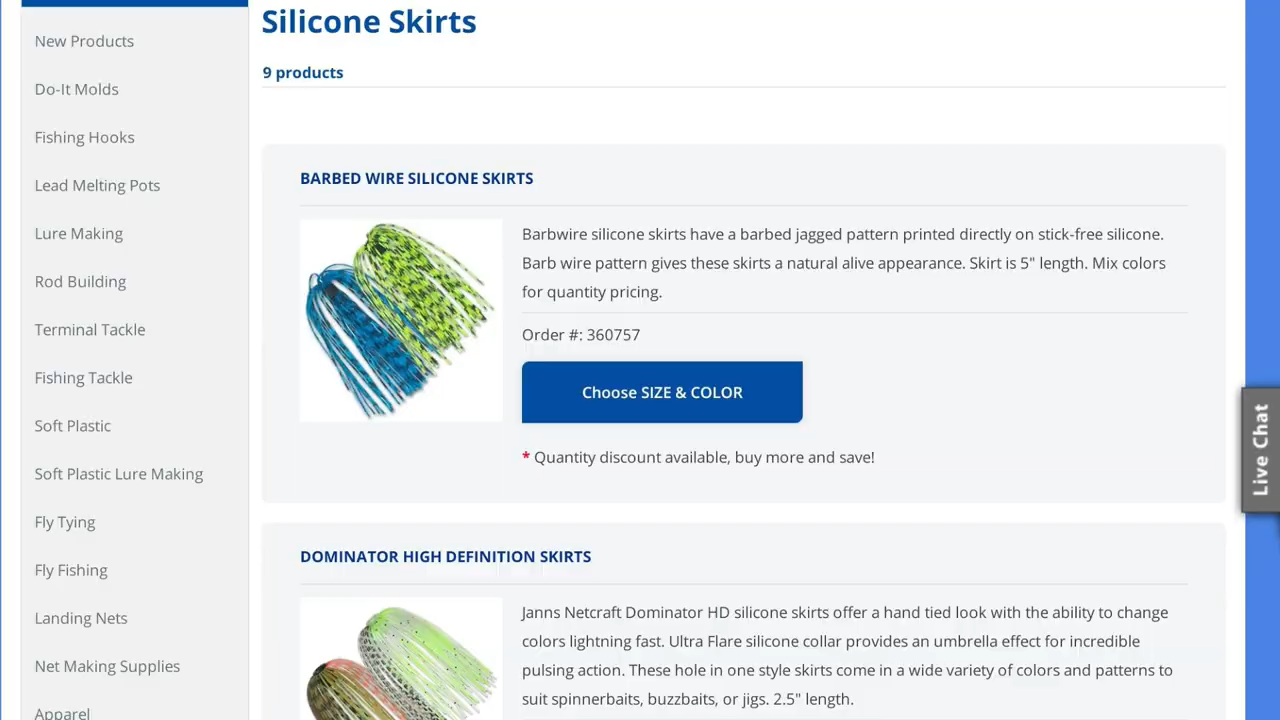 Silicone Skirts
9 products
New Products
Do-It Molds
Fishing Hooks
Lead Melting Pots
Lure Making
Rod Building
Terminal Tackle
Fishing Tackle
Soft Plastic
Soft Plastic Lure Making
Fly Tying
Fly Fishing
Landing Nets
Net Making Supplies
Apparel
BARBED WIRE SILICONE SKIRTS
Barbwire silicone skirts have a barbed jagged pattern printed directly on stick-free silicone.
Barb wire pattern gives these skirts a natural alive appearance. Skirt is 5" length. Mix colors
for quantity pricing.
Order #: 360757
Choose SIZE & COLOR
* Quantity discount available, buy more and save!
DOMINATOR HIGH DEFINITION SKIRTS
Janns Netcraft Dominator HD silicone skirts offer a hand tied look with the ability to change
colors lightning fast. Ultra Flare silicone collar provides an umbrella effect for incredible
pulsing action. These hole in one style skirts come in a wide variety of colors and patterns to
suit spinnerbaits, buzzbaits, or jigs. 2.5" length.
Live Chat